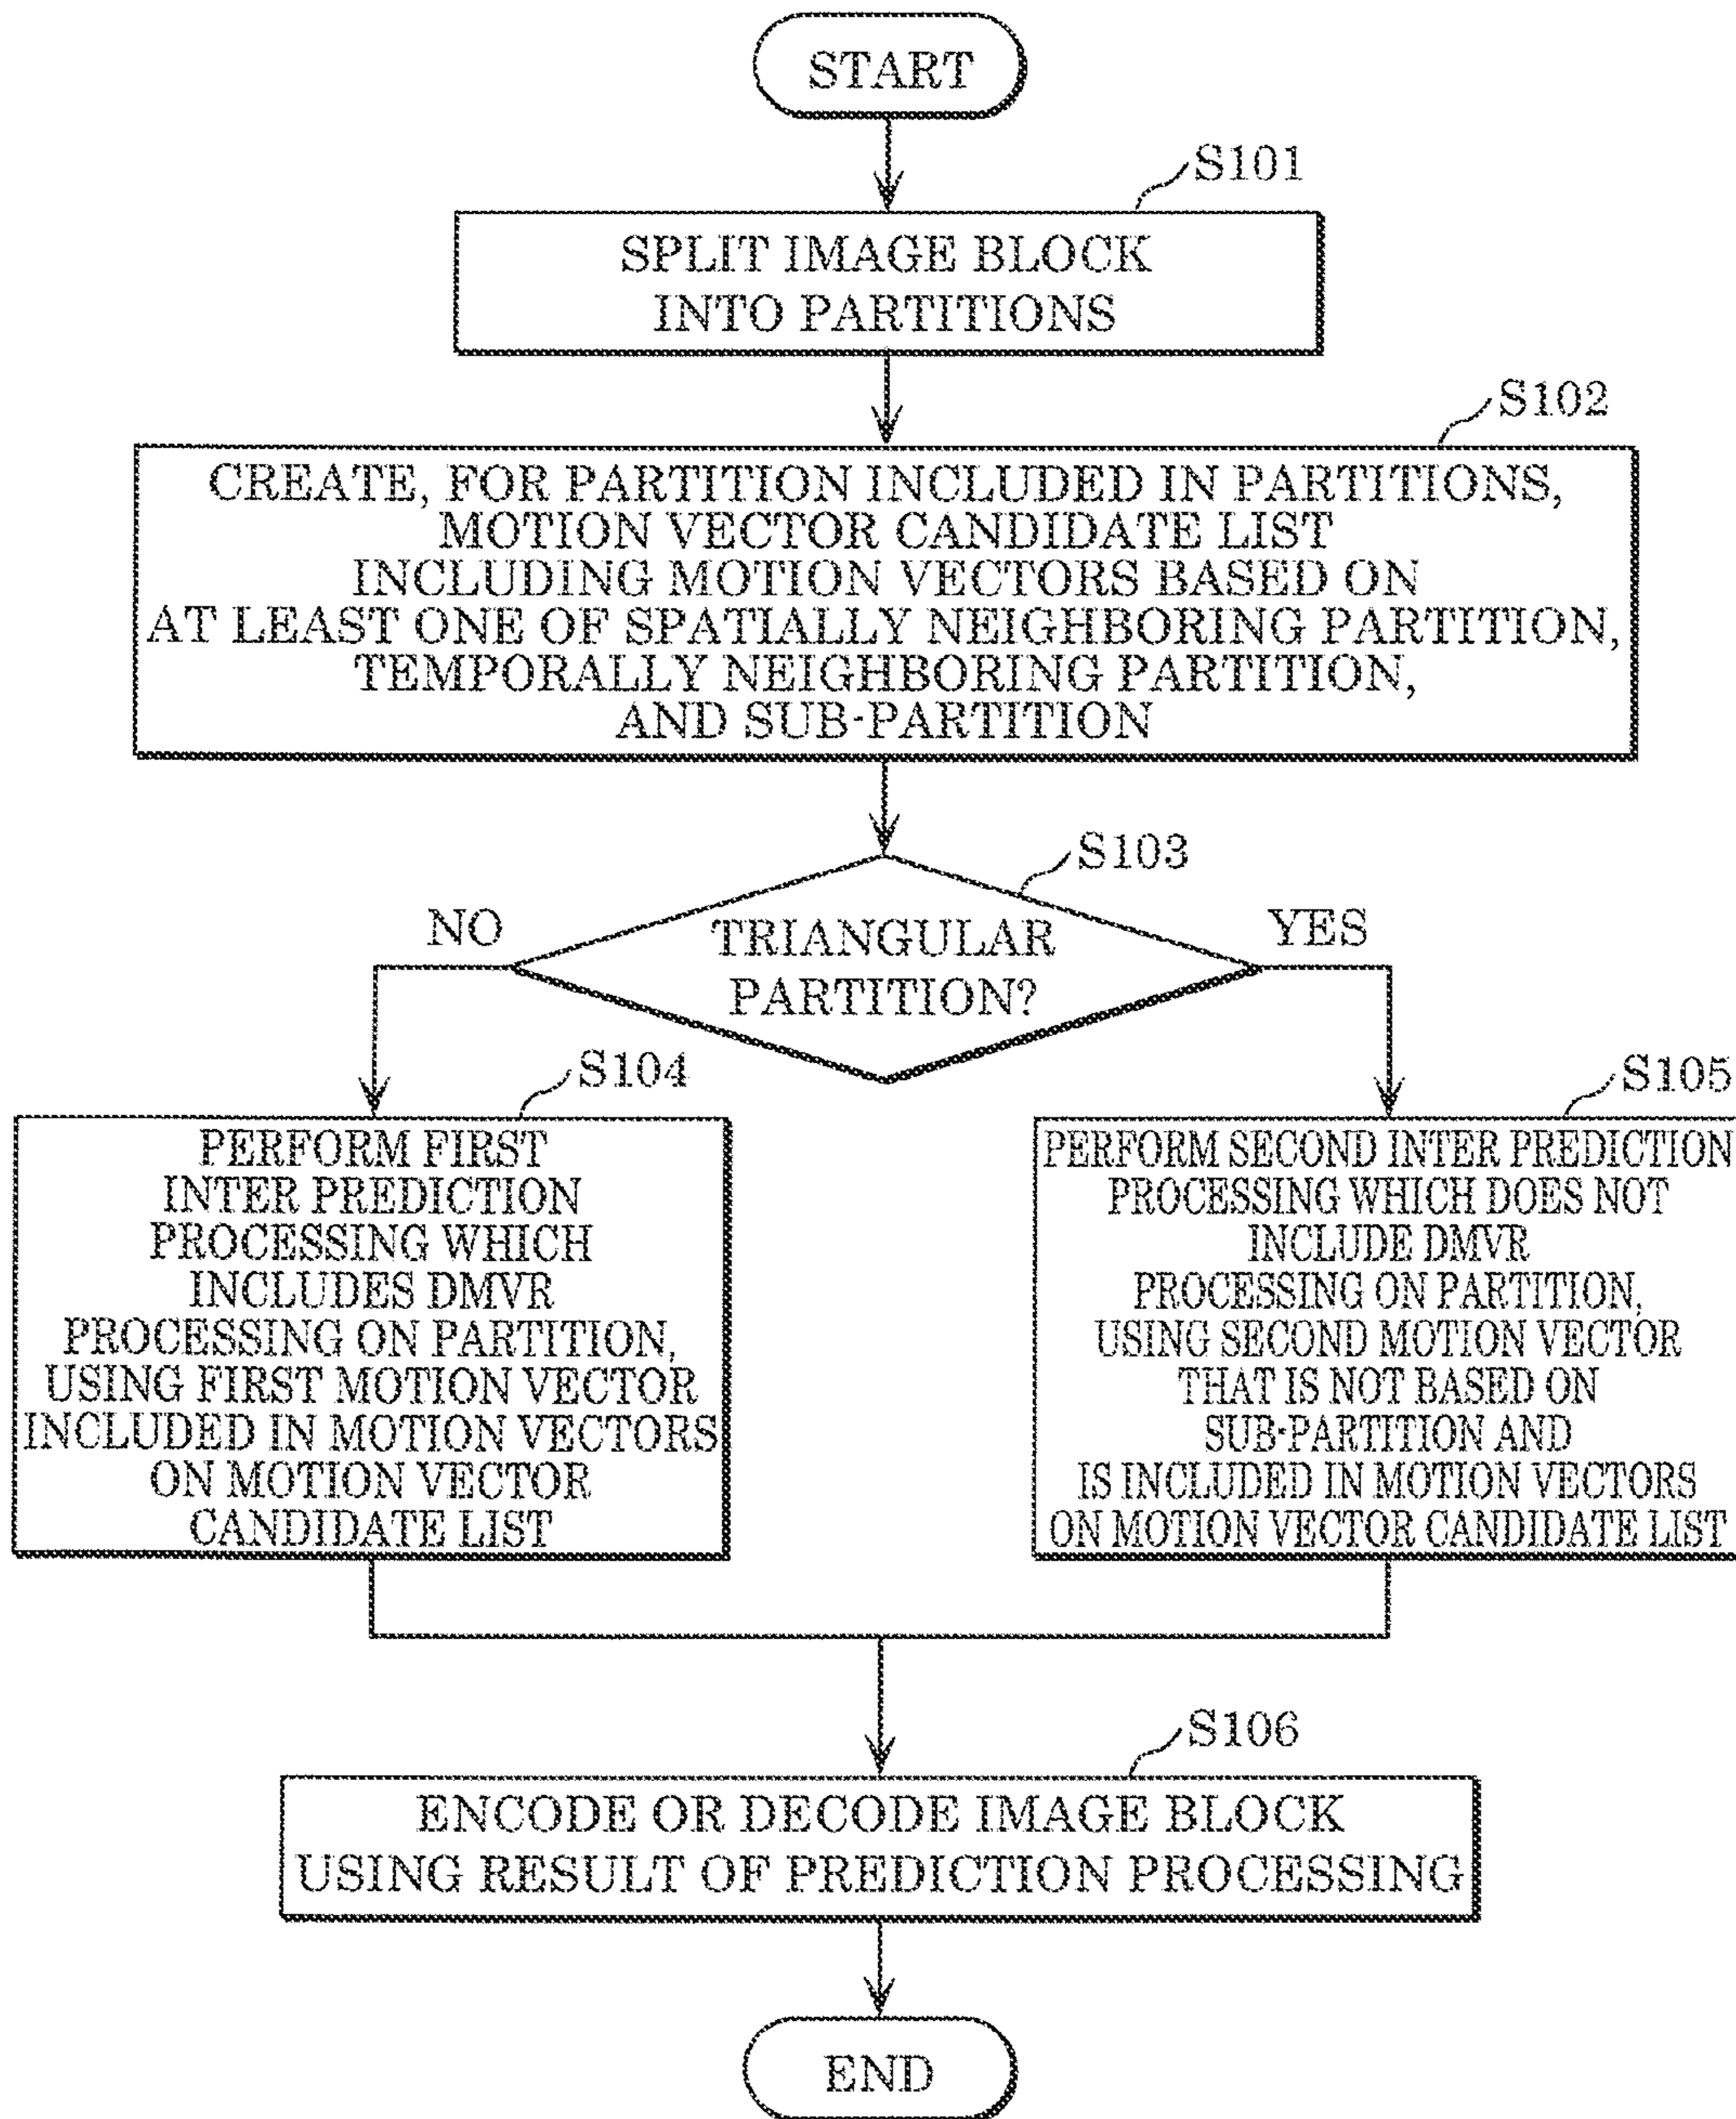 START
S101
SPLIT IMAGE BLOCK
INTO PARTITIONS
S102
CREATE, FOR PARTITION INCLUDED IN PARTITIONS,
MOTION VECTOR CANDIDATE LIST
INCLUDING MOTION VECTORS BASED ON
AT LEAST ONE OF SPATIALLY NEIGHBORING PARTITION,
TEMPORALLY NEIGHBORING PARTITION,
AND SUB-PARTITION
S103
NO
TRIANGULAR
PARTITION?
YES
S104
PERFORM FIRST
INTER PREDICTION
PROCESSING WHICH
INCLUDES DMVR
PROCESSING ON PARTITION,
USING FIRST MOTION VECTOR
INCLUDED IN MOTION VECTORS
ON MOTION VECTOR
CANDIDATE LIST
S105
PERFORM SECOND INTER PREDICTION
PROCESSING WHICH DOES NOT
INCLUDE DMVR
PROCESSING ON PARTITION,
USING SECOND MOTION VECTOR
THAT IS NOT BASED ON
SUB-PARTITION AND
IS INCLUDED IN MOTION VECTORS
ON MOTION VECTOR CANDIDATE LIST
S106
ENCODE OR DECODE IMAGE BLOCK
USING RESULT OF PREDICTION PROCESSING
END